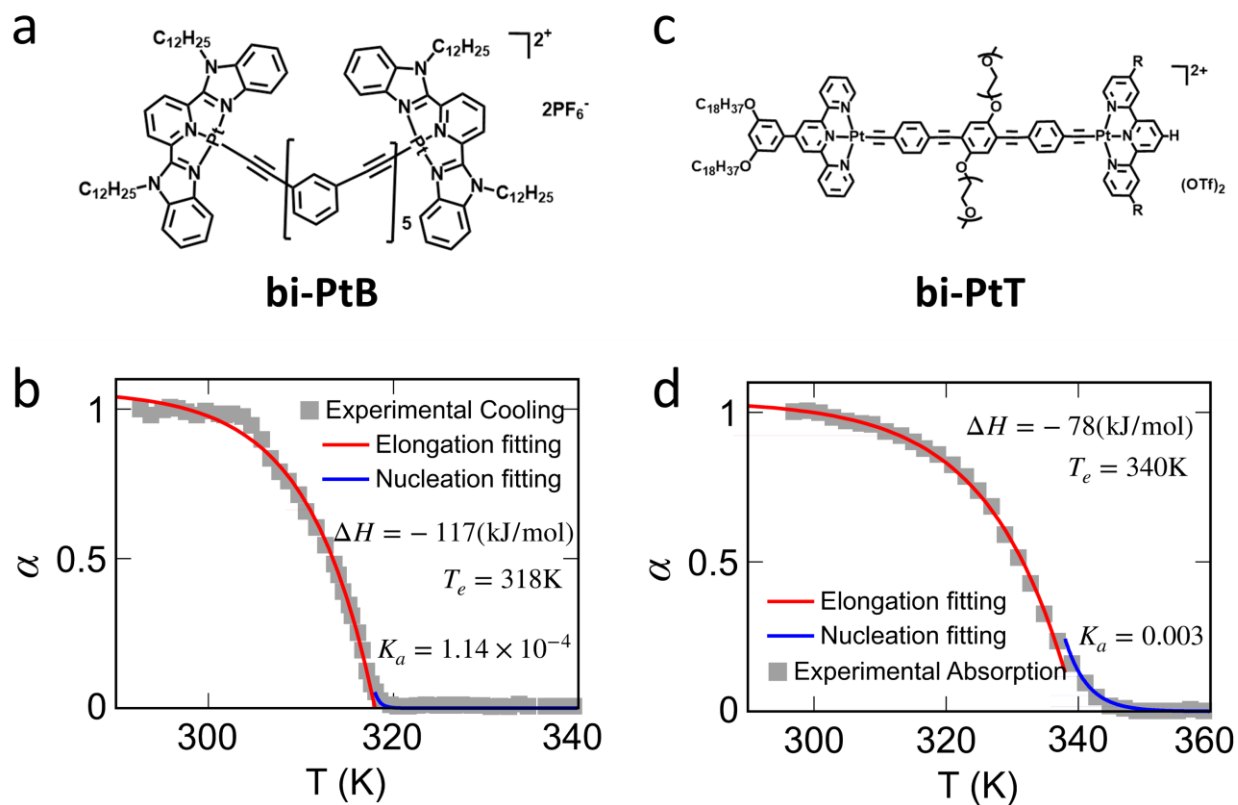 a
C₁₂H₂₅
C₁₂H₂₅
2+
N
N
N
N
N
N
2PF₆⁻
Pt
Pt
N
N
N
N
C₁₂H₂₅
C₁₂H₂₅
5
bi-PtB
c
2+
R
C₁₈H₃₇O
O
O
N
N
N
Pt
Pt
N
H
C₁₈H₃₇O
N
N
O
O
R
(OTf)₂
bi-PtT
b
1
Experimental Cooling
Elongation fitting
Nucleation fitting
ΔH = − 117(kJ/mol)
α
0.5
Tₑ = 318K
Kₐ = 1.14 × 10⁻⁴
0
300
320
340
T (K)
d
1
ΔH = − 78(kJ/mol)
Tₑ = 340K
α
0.5
Elongation fitting
Nucleation fitting
Kₐ = 0.003
Experimental Absorption
0
300
320
340
360
T (K)